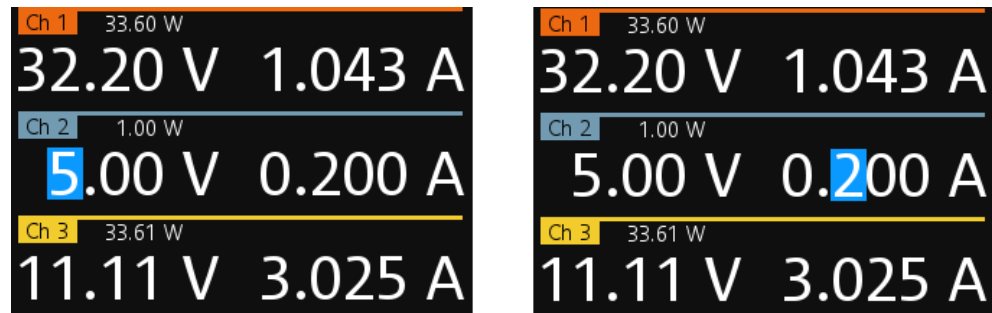 Ch 1 33.60 W
32.20 V 1.043 A
Ch 2 1.00 W
5.00 V 0.200 A
Ch 3 33.61 W
11.11 V 3.025 A
Ch 1 33.60 W
32.20 V 1.043 A
Ch 2 1.00 W
5.00 V 0.200 A
Ch 3 33.61 W
11.11 V 3.025 A